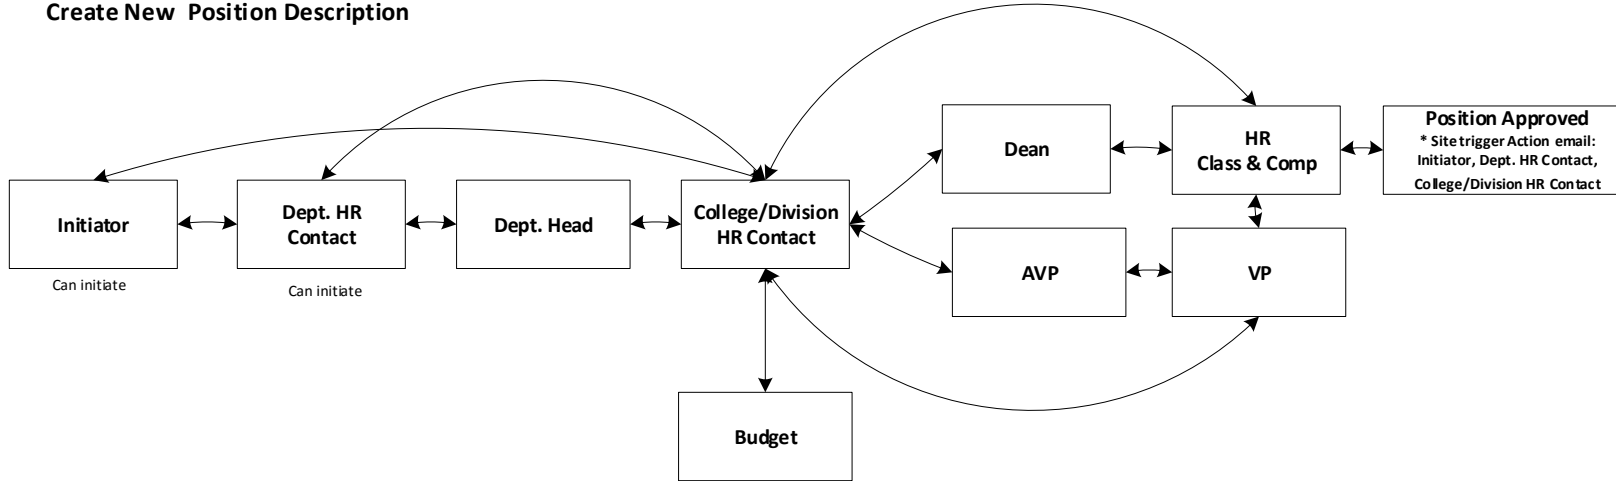 Create New Position Description
Initiator
Can initiate
Dept. HR
Contact
Can initiate
Dept. Head
College/Division
HR Contact
Budget
Dean
AVP
HR
Class & Comp
VP
Position Approved
* Site trigger Action email:
Initiator, Dept. HR Contact,
College/Division HR Contact